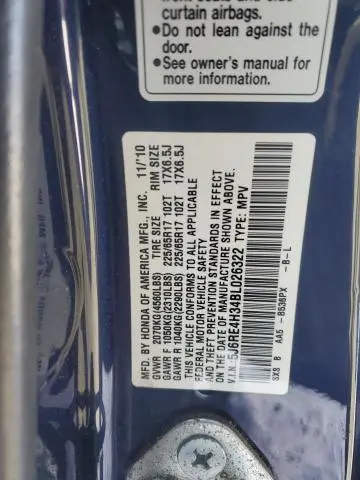 curtain airbags.
●Do not lean against the
door.
●See owner's manual for
more information.
MFD. BY HONDA OF AMERICA MFG., INC. 11/'10
TIRE SIZE RIM SIZE
GVWR 2070KG(4560LBS)
GAWR F 1050KG(2310LBS) 225/65R17 102T 17X6.5J
GAWR R 1040KG(2290LBS) 225/65R17 102T 17X6.5J
THIS VEHICLE CONFORMS TO ALL APPLICABLE
FEDERAL MOTOR VEHICLE SAFETY
AND THEFT PREVENTION STANDARDS IN EFFECT
ON THE DATE OF MANUFACTURE SHOWN ABOVE.
V.I.N. 5J6RE4H34BL026322 TYPE: MPV
SXS B AA5 -B536PX -B-L